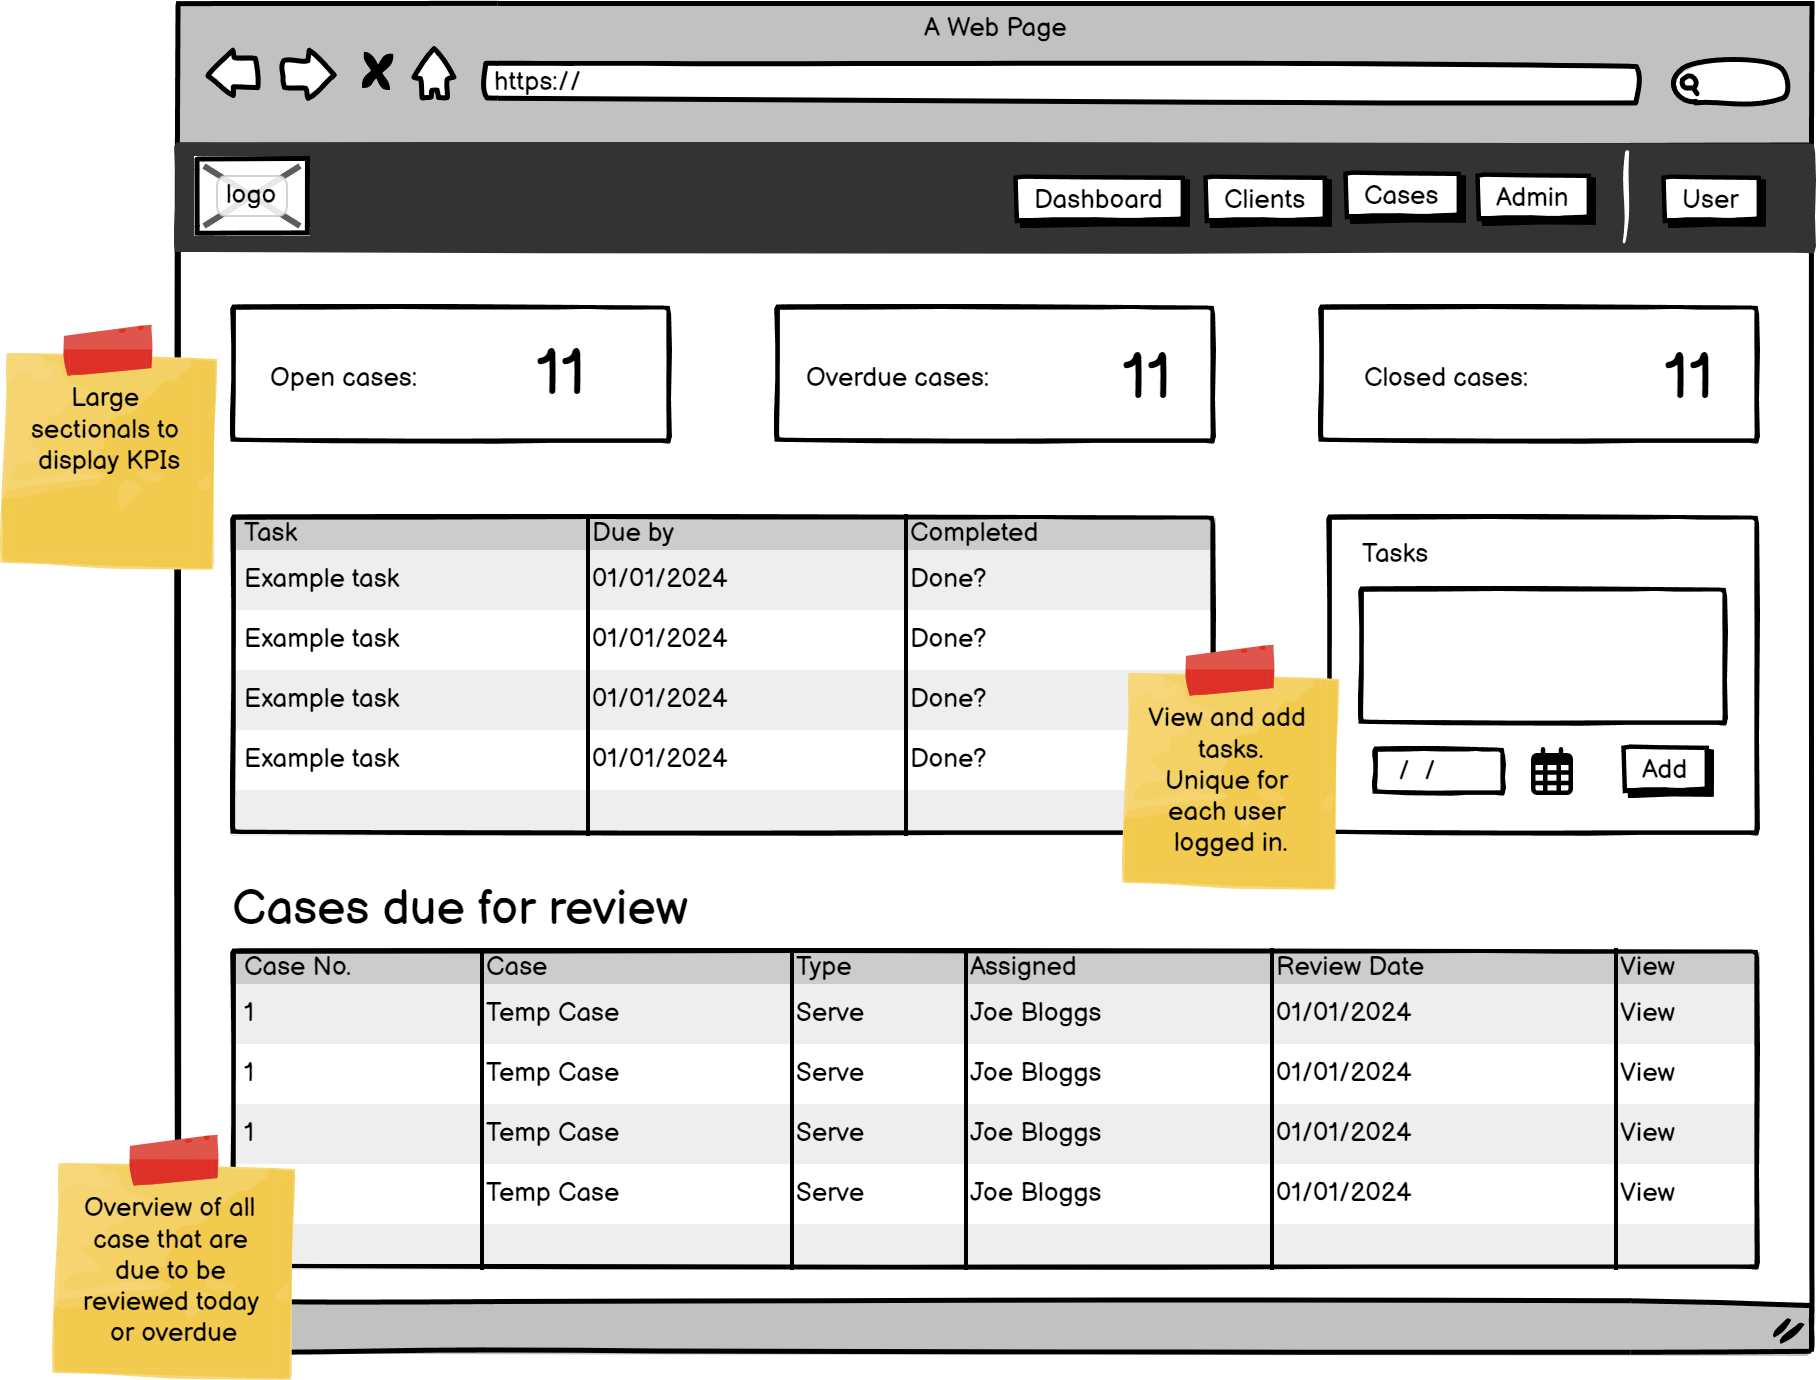 A Web Page
https://
logo
Dashboard
Clients
Cases
Admin
User
Open cases: 11
Overdue cases: 11
Closed cases: 11
Large
sectionals to
display KPIs
Task Due by Completed
Example task 01/01/2024 Done?
Example task 01/01/2024 Done?
Example task 01/01/2024 Done?
Example task 01/01/2024 Done?
Tasks
/ /
Add
View and add
tasks.
Unique for
each user
logged in.
Cases due for review
Case No. Case Type Assigned Review Date View
1 Temp Case Serve Joe Bloggs 01/01/2024 View
1 Temp Case Serve Joe Bloggs 01/01/2024 View
1 Temp Case Serve Joe Bloggs 01/01/2024 View
Temp Case Serve Joe Bloggs 01/01/2024 View
Overview of all
case that are
due to be
reviewed today
or overdue